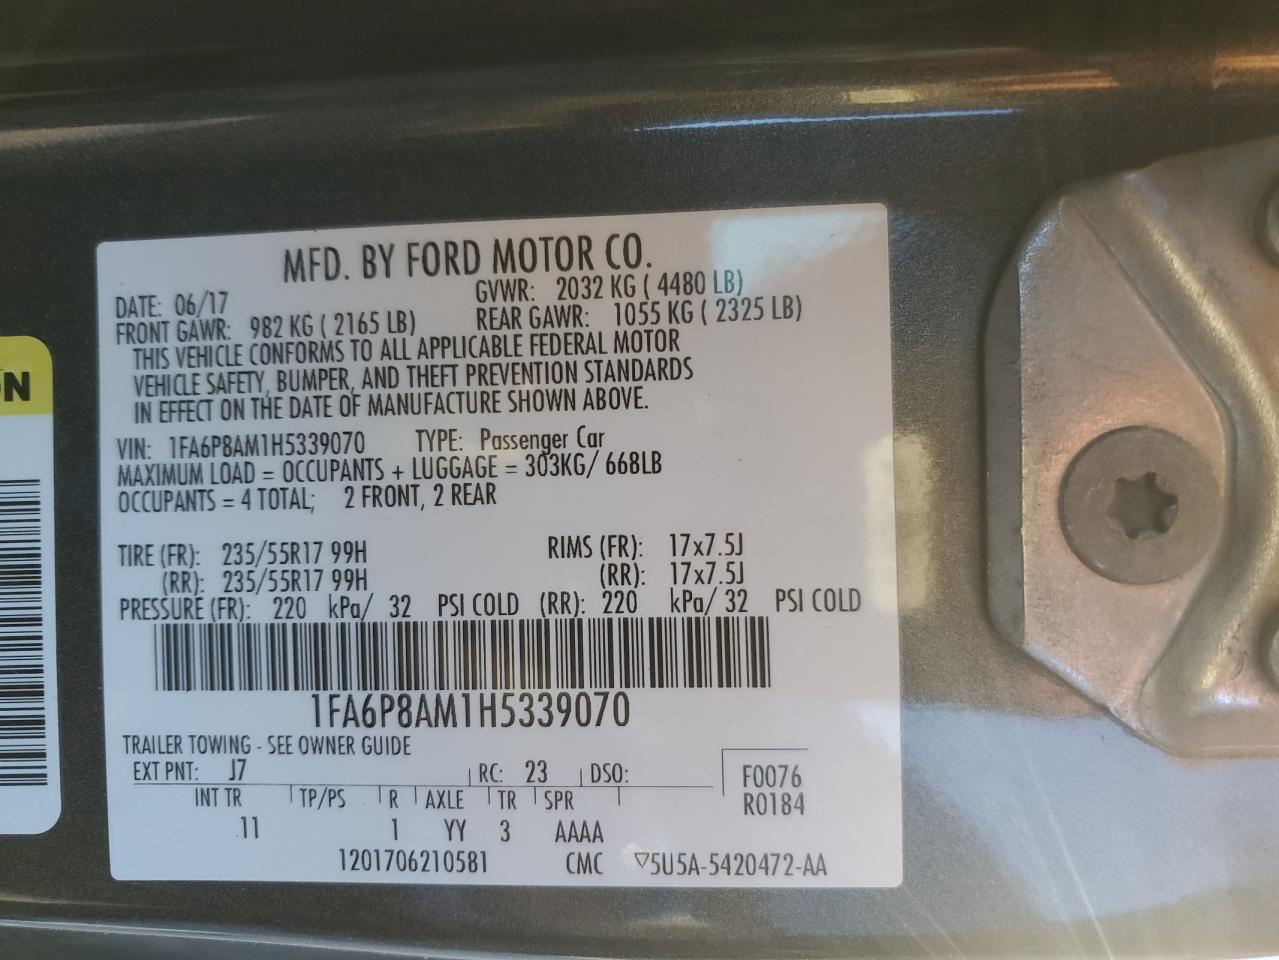 MFD. BY FORD MOTOR CO.
DATE: 06/17 GVWR: 2032 KG ( 4480 LB)
FRONT GAWR: 982 KG ( 2165 LB) REAR GAWR: 1055 KG ( 2325 LB)
THIS VEHICLE CONFORMS TO ALL APPLICABLE FEDERAL MOTOR
VEHICLE SAFETY, BUMPER, AND THEFT PREVENTION STANDARDS
IN EFFECT ON THE DATE OF MANUFACTURE SHOWN ABOVE.
VIN: 1FA6P8AM1H5339070 TYPE: Passenger Car
MAXIMUM LOAD = OCCUPANTS + LUGGAGE = 303KG/ 668LB
OCCUPANTS = 4 TOTAL; 2 FRONT, 2 REAR
TIRE (FR): 235/55R17 99H RIMS (FR): 17x7.5J
(RR): 235/55R17 99H (RR): 17x7.5J
PRESSURE (FR): 220 kPa/ 32 PSI COLD (RR): 220 kPa/ 32 PSI COLD
1FA6P8AM1H5339070
TRAILER TOWING - SEE OWNER GUIDE
EXT PNT: J7 RC: 23 DSO: F0076
INT TR TP/PS R AXLE TR SPR R0184
11 1 YY 3 AAAA
1201706210581 CMC ▽5U5A-5420472-AA